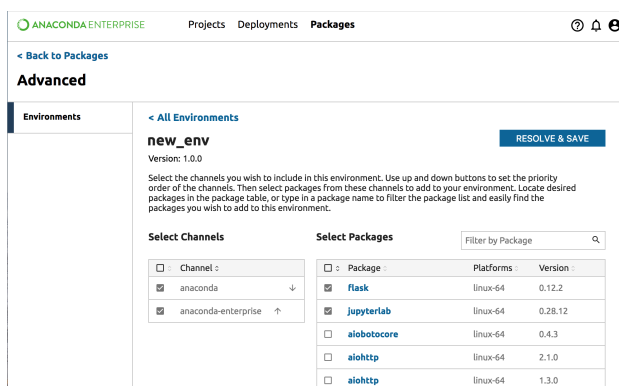 ANACONDA ENTERPRISE Projects Deployments Packages
< Back to Packages
Advanced
Environments
< All Environments
new_env
RESOLVE & SAVE
Version: 1.0.0
Select the channels you wish to include in this environment. Use up and down buttons to set the priority
order of the channels. Then select packages from these channels to add to your environment. Locate desired
packages in the package table, or type in a package name to filter the package list and easily find the
packages you wish to add to this environment.
Select Channels
Select Packages
Filter by Package
Channel
anaconda
anaconda-enterprise
Package Platforms Version
flask linux-64 0.12.2
jupyterlab linux-64 0.28.12
aiobotocore linux-64 0.4.3
aiohttp linux-64 2.1.0
aiohttp linux-64 1.3.0